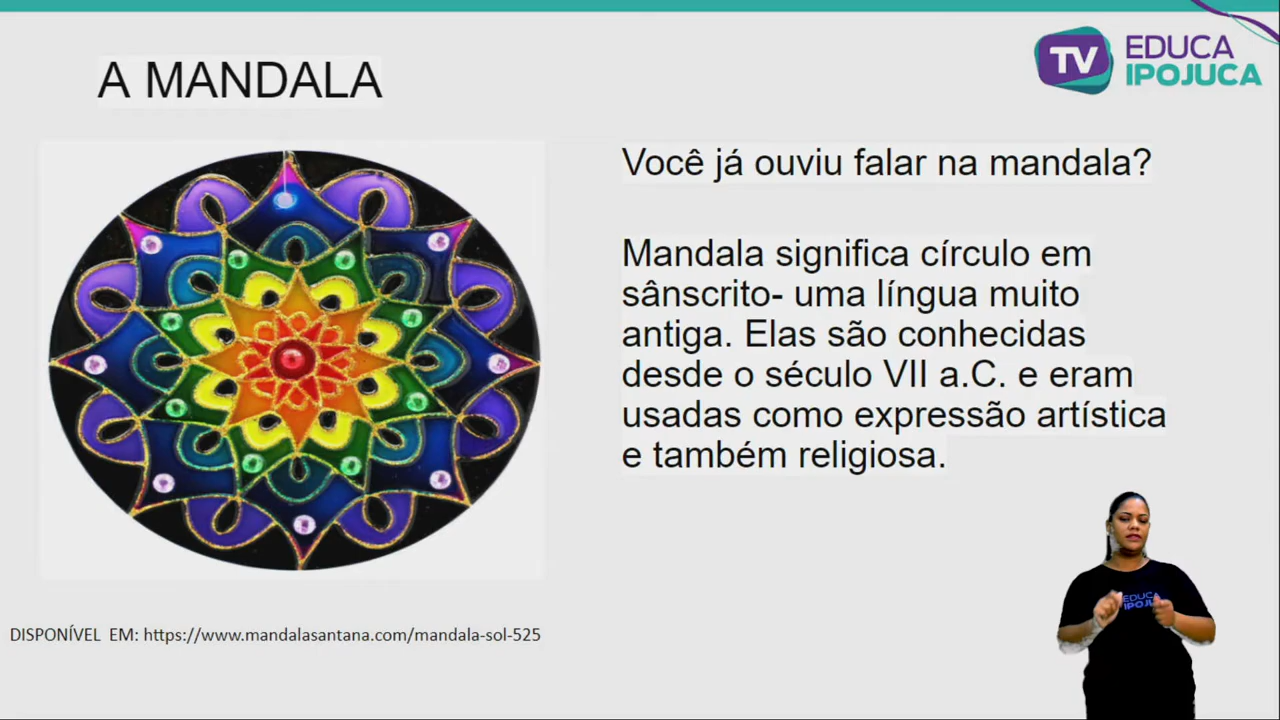 A MANDALA
TV EDUCA
IPOJUCA
Você já ouviu falar na mandala?
Mandala significa círculo em
sânscrito- uma língua muito
antiga. Elas são conhecidas
desde o século VII a.C. e eram
usadas como expressão artística
e também religiosa.
EDUCA
IPOJU
DISPONÍVEL EM: https://www.mandalasantana.com/mandala-sol-525